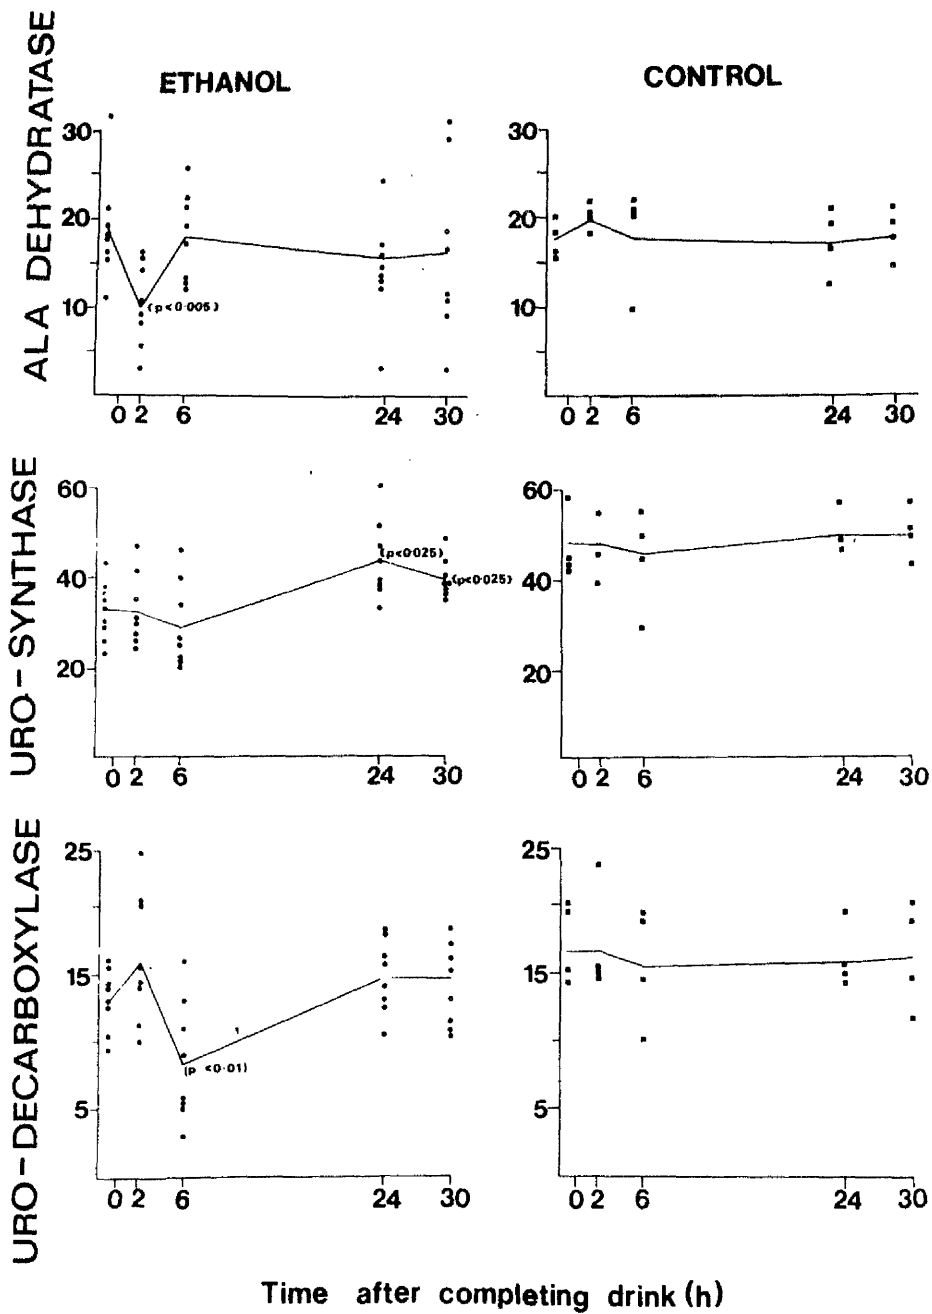 ETHANOL
CONTROL
ALA DEHYDRATASE
30
20
10
(p<0·005)
0 2 6 24 30
30
20
10
0 2 6 24 30
URO-SYNTHASE
60
40
20
(p<0·025)
(p<0·025)
0 2 6 24 30
60
40
20
0 2 6 24 30
URO-DECARBOXYLASE
25
15
5
(p <0·01)
0 2 6 24 30
25
15
5
0 2 6 24 30
Time after completing drink (h)